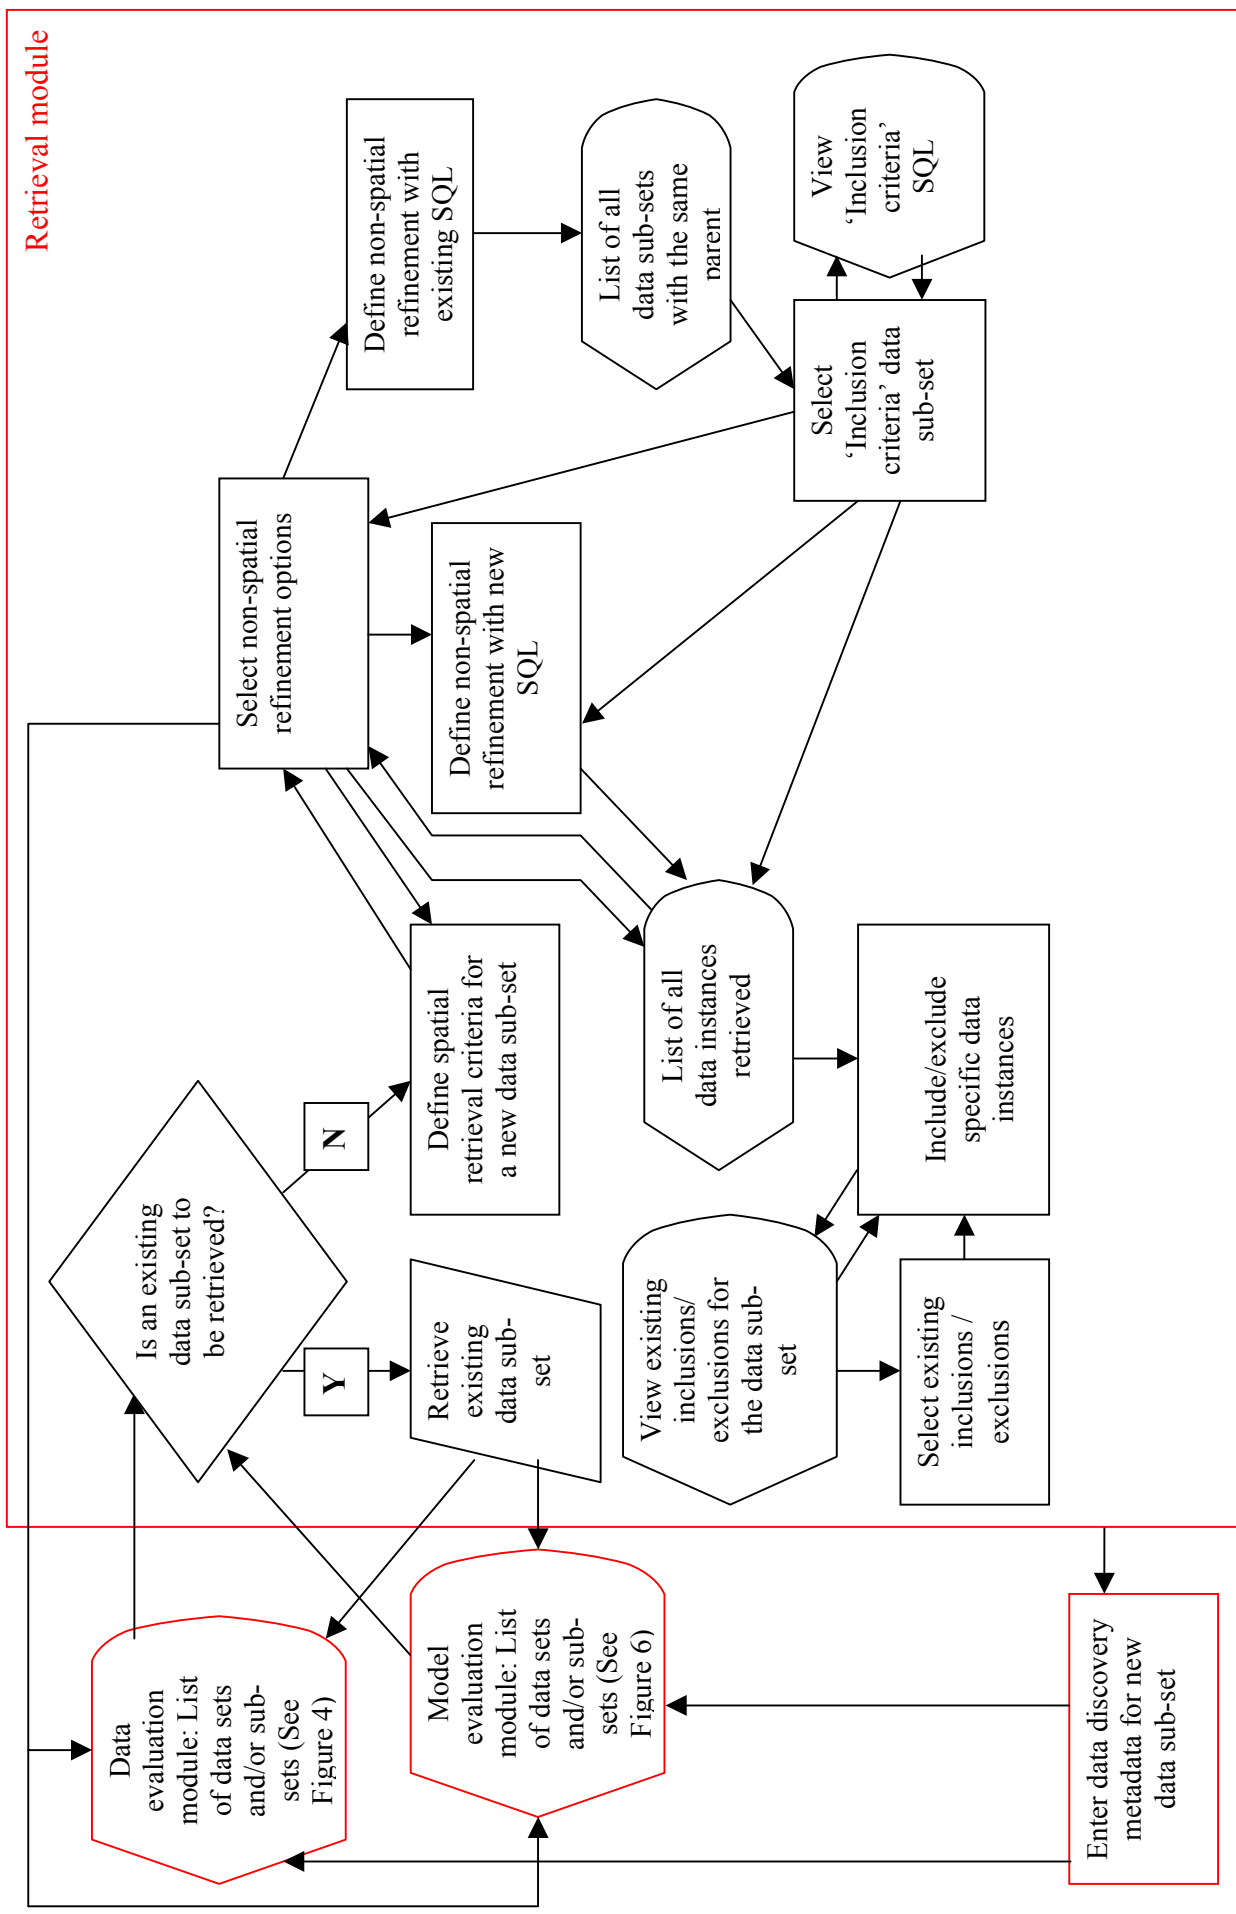 Retrieval module
Data
evaluation
module: List
of data sets
and/or sub-
sets (See
Figure 4)
Is an existing
data sub-set to
be retrieved?
Select non-spatial
refinement options
Define non-spatial
refinement with
existing SQL
Y
N
Model
evaluation
module: List
of data sets
and/or sub-
sets (See
Figure 6)
Retrieve
existing
data sub-
set
Define spatial
retrieval criteria for
a new data sub-set
Define non-spatial
refinement with new
SQL
List of all
data sub-sets
with the same
parent
View existing
inclusions/
exclusions for
the data sub-
set
List of all
data instances
retrieved
Select
‘Inclusion
criteria’ data
sub-set
View
‘Inclusion
criteria’
SQL
Select existing
inclusions /
exclusions
Include/exclude
specific data
instances
Enter data discovery
metadata for new
data sub-set